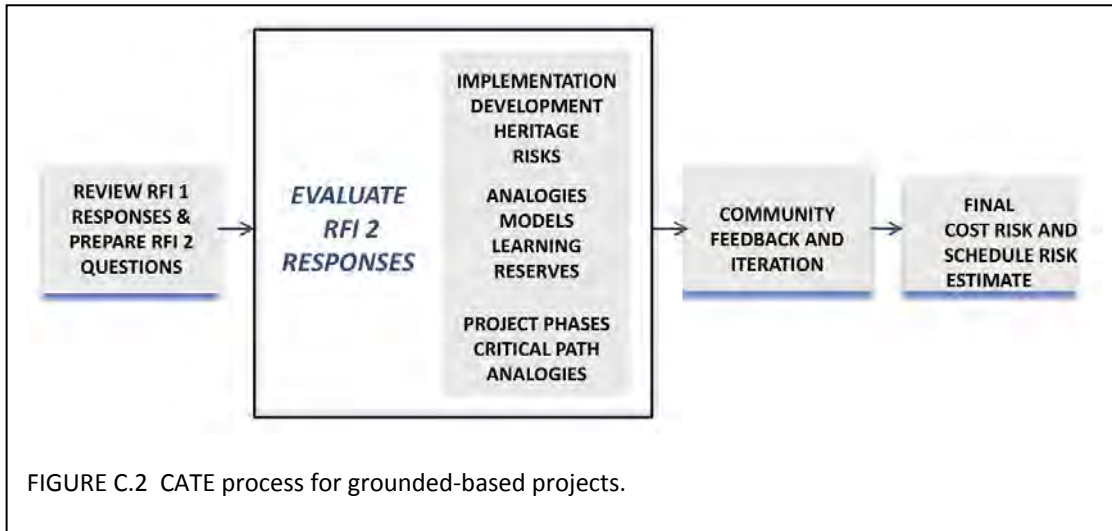 REVIEW RFI 1
RESPONSES &
PREPARE RFI 2
QUESTIONS
EVALUATE
RFI 2
RESPONSES
IMPLEMENTATION
DEVELOPMENT
HERITAGE
RISKS
ANALOGIES
MODELS
LEARNING
RESERVES
PROJECT PHASES
CRITICAL PATH
ANALOGIES
COMMUNITY
FEEDBACK AND
ITERATION
FINAL
COST RISK AND
SCHEDULE RISK
ESTIMATE
FIGURE C.2 CATE process for grounded-based projects.